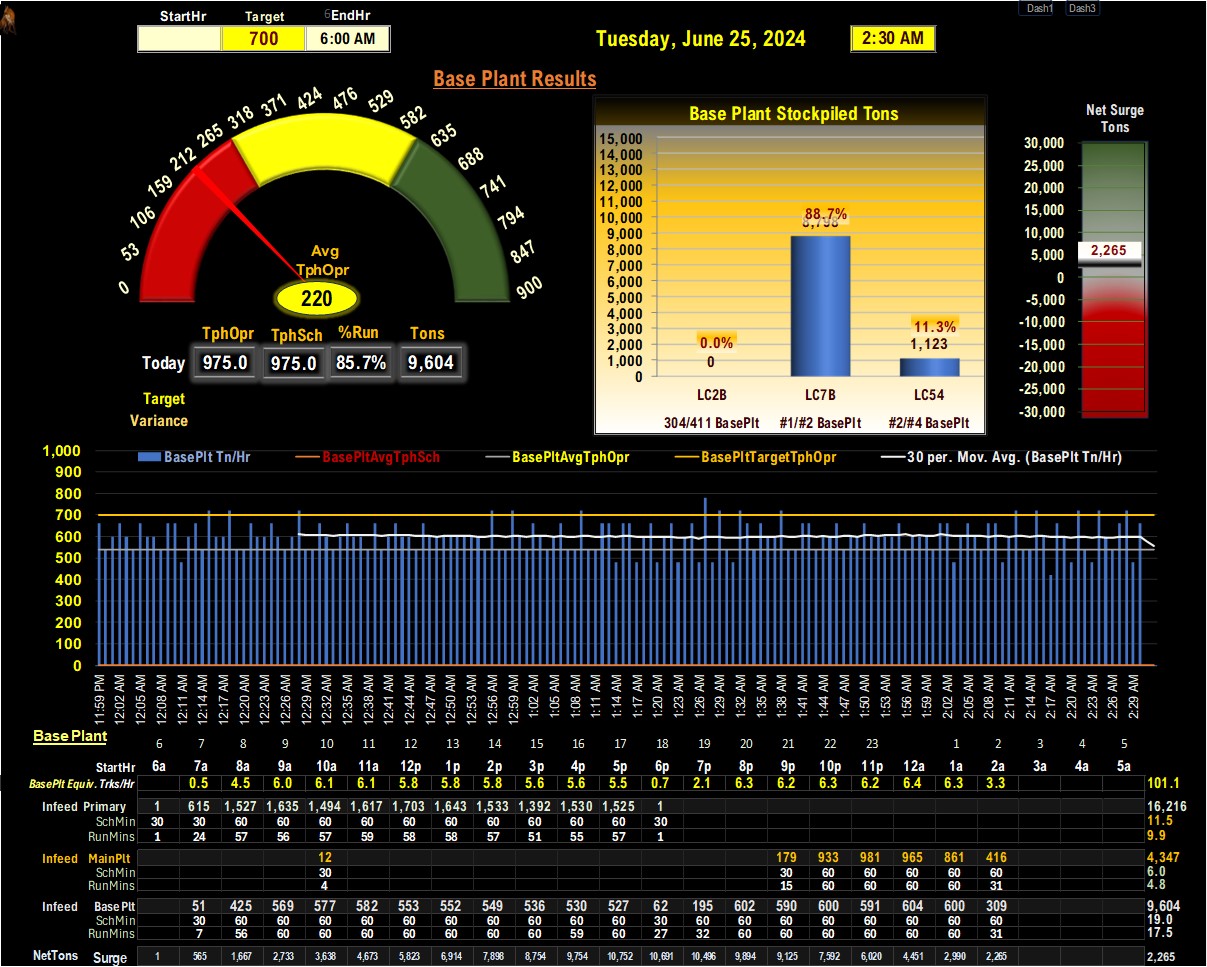 Dash1 Dash3
StartHr Target 6 EndHr
700 6:00 AM
Tuesday, June 25, 2024 2:30 AM
Base Plant Results
0 53 106 159 212 265 318 371 424 476 529 582 635 688 741 794 847 900
Avg
TphOpr
220
TphOpr TphSch %Run Tons
Today 975.0 975.0 85.7% 9,604
Target
Variance
Base Plant Stockpiled Tons
15,000
14,000
13,000
12,000
11,000
10,000
9,000
8,000
7,000
6,000
5,000
4,000
3,000
2,000
1,000
0
88.7%
8,798
11.3%
1,123
0.0%
0
LC2B LC7B LC54
304/411 BasePlt #1/#2 BasePlt #2/#4 BasePlt
Net Surge
Tons
30,000
25,000
20,000
15,000
10,000
5,000
0
-5,000
-10,000
-15,000
-20,000
-25,000
-30,000
2,265
BasePlt Tn/Hr BasePltAvgTphSch BasePltAvgTphOpr BasePltTargetTphOpr 30 per. Mov. Avg. (BasePlt Tn/Hr)
1,000
900
800
700
600
500
400
300
200
100
0
11:59 PM 12:02 AM 12:05 AM 12:08 AM 12:11 AM 12:14 AM 12:17 AM 12:20 AM 12:23 AM 12:26 AM 12:29 AM 12:32 AM 12:35 AM 12:38 AM 12:41 AM 12:44 AM 12:47 AM 12:50 AM 12:53 AM 12:56 AM 12:59 AM 1:02 AM 1:05 AM 1:08 AM 1:11 AM 1:14 AM 1:17 AM 1:20 AM 1:23 AM 1:26 AM 1:29 AM 1:32 AM 1:35 AM 1:38 AM 1:41 AM 1:44 AM 1:47 AM 1:50 AM 1:53 AM 1:56 AM 1:59 AM 2:02 AM 2:05 AM 2:08 AM 2:11 AM 2:14 AM 2:17 AM 2:20 AM 2:23 AM 2:26 AM 2:29 AM
Base Plant
6 7 8 9 10 11 12 13 14 15 16 17 18 19 20 21 22 23 1 2 3 4 5
StartHr 6a 7a 8a 9a 10a 11a 12p 1p 2p 3p 4p 5p 6p 7p 8p 9p 10p 11p 12a 1a 2a 3a 4a 5a
BasePlt Equiv. Trks/Hr 0.5 4.5 6.0 6.1 6.1 5.8 5.8 5.8 5.6 5.6 5.5 0.7 2.1 6.3 6.2 6.3 6.2 6.4 6.3 3.3 101.1
Infeed Primary 1 615 1,527 1,635 1,494 1,617 1,703 1,643 1,533 1,392 1,530 1,525 1 16,216
SchMin 30 30 60 60 60 60 60 60 60 60 60 60 30 11.5
RunMins 1 24 57 56 57 59 58 58 57 51 55 57 1 9.9
Infeed MainPlt 12 179 933 981 965 861 416 4,347
SchMin 30 30 60 60 60 60 60 6.0
RunMins 4 15 60 60 60 60 31 4.8
Infeed BasePlt 51 425 569 577 582 553 552 549 536 530 527 62 195 602 590 600 591 604 600 309 9,604
SchMin 30 60 60 60 60 60 60 60 60 60 60 30 60 60 60 60 60 60 60 60 19.0
RunMins 7 56 60 60 60 60 60 60 60 59 60 27 32 60 60 60 60 60 60 31 17.5
NetTons Surge 1 565 1,667 2,733 3,638 4,673 5,823 6,914 7,898 8,754 9,754 10,752 10,691 10,496 9,894 9,125 7,592 6,020 4,451 2,990 2,265 2,265